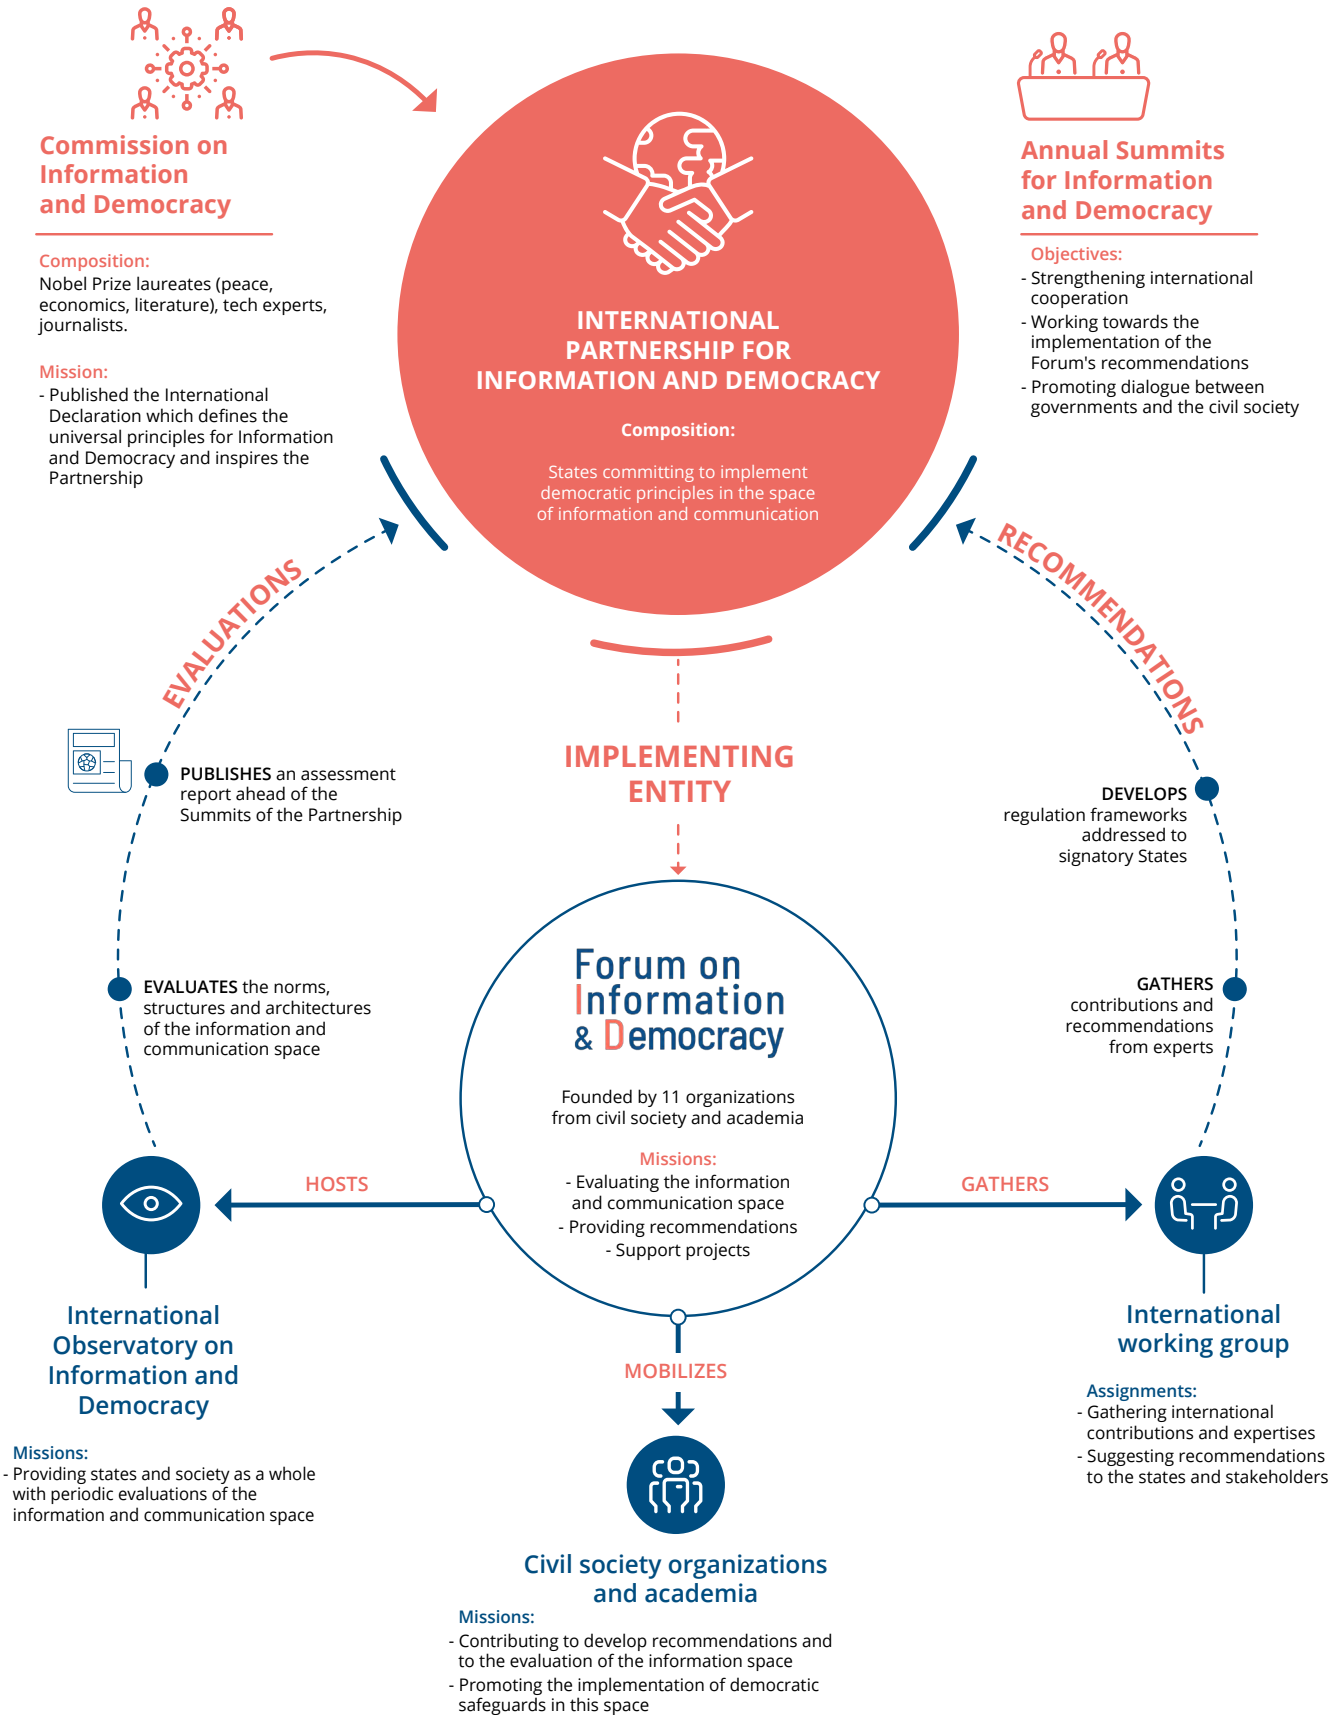 Commission on
Information
and Democracy
Composition:
Nobel Prize laureates (peace,
economics, literature), tech experts,
journalists.
Mission:
- Published the International
Declaration which defines the
universal principles for Information
and Democracy and inspires the
Partnership
INTERNATIONAL
PARTNERSHIP FOR
INFORMATION AND DEMOCRACY
Composition:
States committing to implement
democratic principles in the space
of information and communication
Annual Summits
for Information
and Democracy
Objectives:
- Strengthening international
cooperation
- Working towards the
implementation of the
Forum's recommendations
- Promoting dialogue between
governments and the civil society
EVALUATIONS
RECOMMENDATIONS
IMPLEMENTING
ENTITY
PUBLISHES an assessment
report ahead of the
Summits of the Partnership
DEVELOPS
regulation frameworks
addressed to
signatory States
EVALUATES the norms,
structures and architectures
of the information and
communication space
GATHERS
contributions and
recommendations
from experts
Forum on
Information
& Democracy
Founded by 11 organizations
from civil society and academia
Missions:
- Evaluating the information
and communication space
- Providing recommendations
- Support projects
HOSTS
GATHERS
MOBILIZES
International
Observatory on
Information and
Democracy
Missions:
- Providing states and society as a whole
with periodic evaluations of the
information and communication space
International
working group
Assignments:
- Gathering international
contributions and expertises
- Suggesting recommendations
to the states and stakeholders
Civil society organizations
and academia
Missions:
- Contributing to develop recommendations and
to the evaluation of the information space
- Promoting the implementation of democratic
safeguards in this space